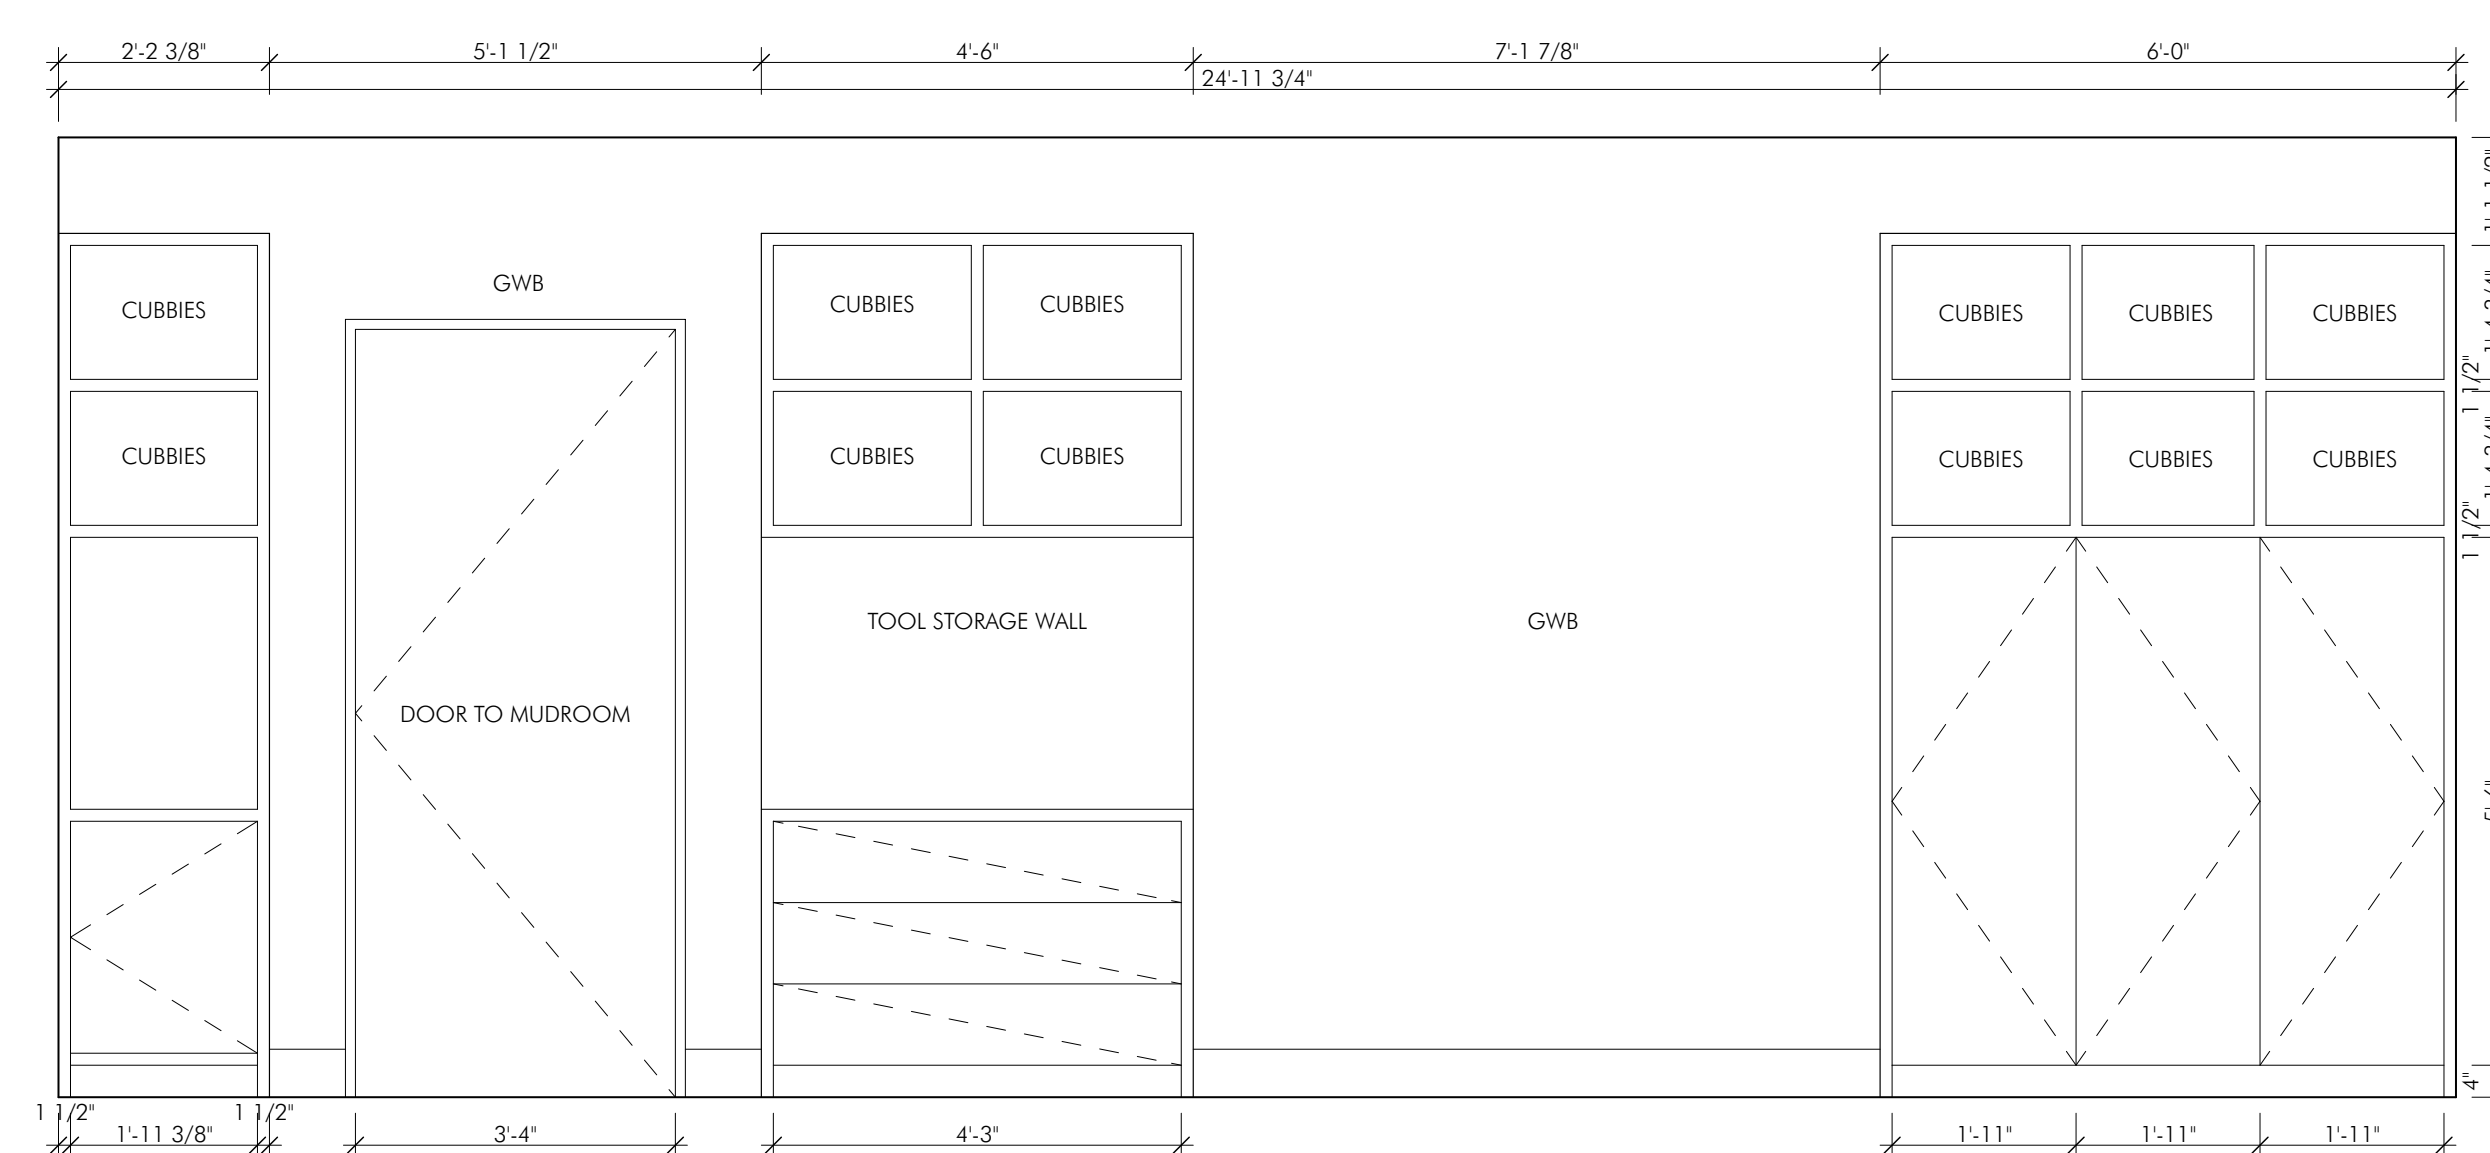 2'-2 3/8" 5'-1 1/2" 4'-6" 7'-1 7/8" 6'-0"
24'-11 3/4"
GWB
CUBBIES CUBBIES CUBBIES CUBBIES CUBBIES CUBBIES
1 1/2"
CUBBIES CUBBIES CUBBIES CUBBIES CUBBIES CUBBIES
1 1/2"
TOOL STORAGE WALL GWB
DOOR TO MUDROOM
4"
1 1/2" 1 1/2"
1'-11 3/8" 3'-4" 4'-3" 1'-11" 1'-11" 1'-11"